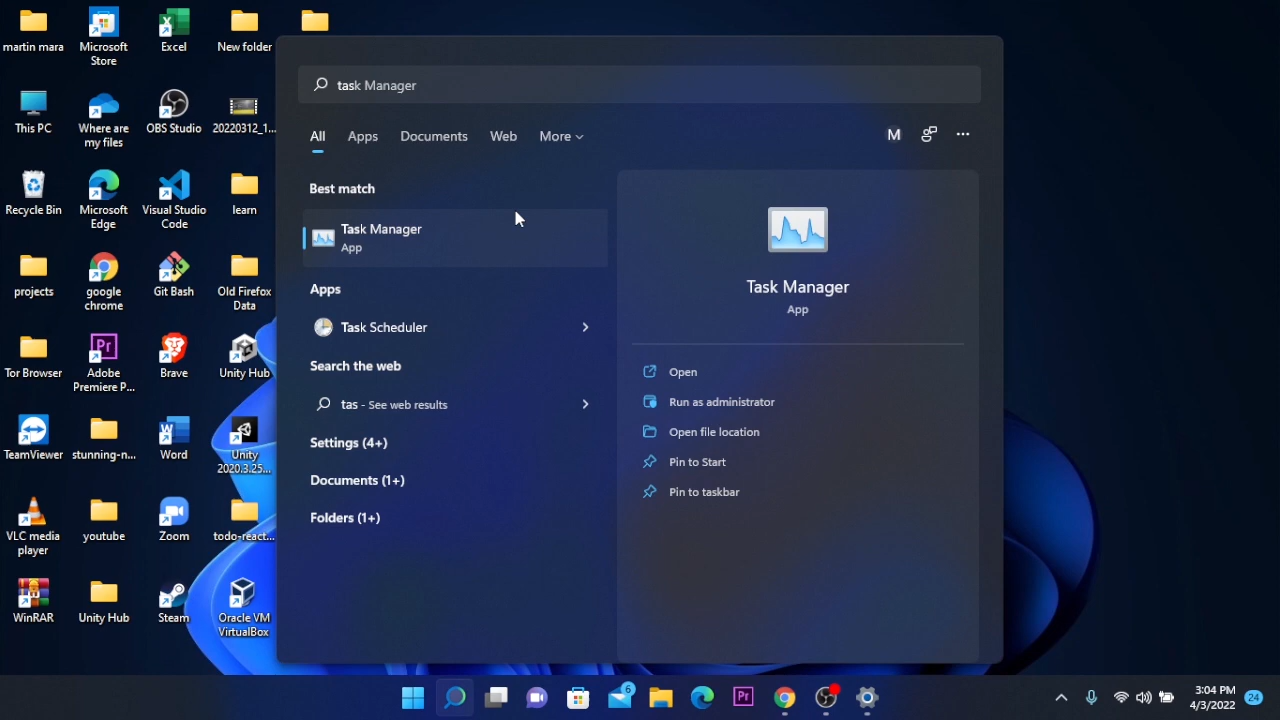 martin mara
Microsoft
Store
Excel
New folder
This PC
Where are
my files
OBS Studio
20220312_1...
Recycle Bin
Microsoft
Edge
Visual Studio
Code
learn
projects
google
chrome
Git Bash
Old Firefox
Data
Tor Browser
Adobe
Premiere P...
Brave
Unity Hub
TeamViewer
stunning-n...
Word
Unity
2020.3.25...
VLC media
player
youtube
Zoom
todo-react...
WinRAR
Unity Hub
Steam
Oracle VM
VirtualBox
task Manager
All
Apps
Documents
Web
More
M
Best match
Task Manager
App
Apps
Task Scheduler
Search the web
tas - See web results
Settings (4+)
Documents (1+)
Folders (1+)
Task Manager
App
Open
Run as administrator
Open file location
Pin to Start
Pin to taskbar
6
Pr
3:04 PM
4/3/2022
24